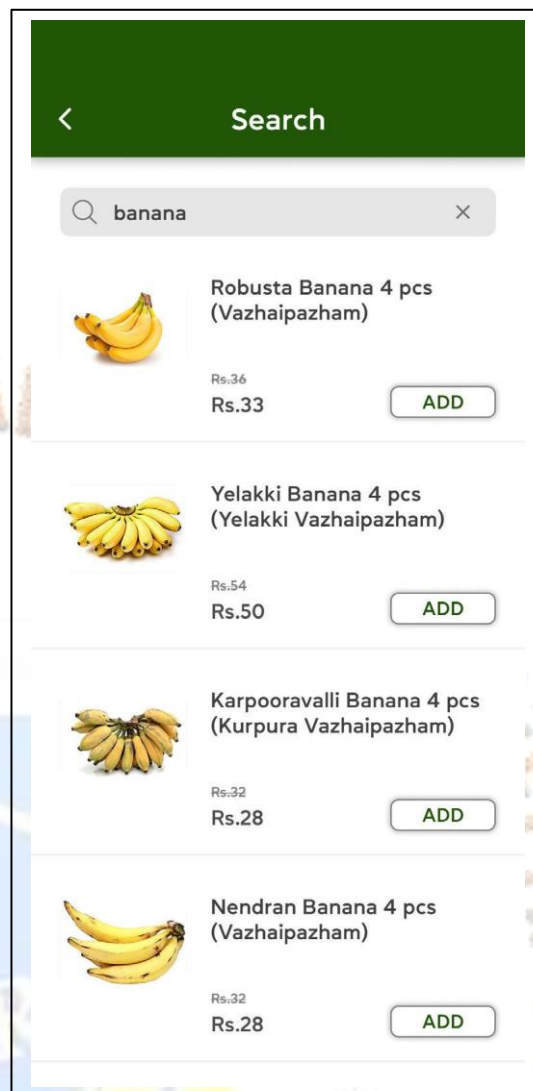 Search
banana
Robusta Banana 4 pcs
(Vazhaipazham)
Rs.36
Rs.33
ADD
Yelakki Banana 4 pcs
(Yelakki Vazhaipazham)
Rs.54
Rs.50
ADD
Karpooravalli Banana 4 pcs
(Kurpura Vazhaipazham)
Rs.32
Rs.28
ADD
Nendran Banana 4 pcs
(Vazhaipazham)
Rs.32
Rs.28
ADD